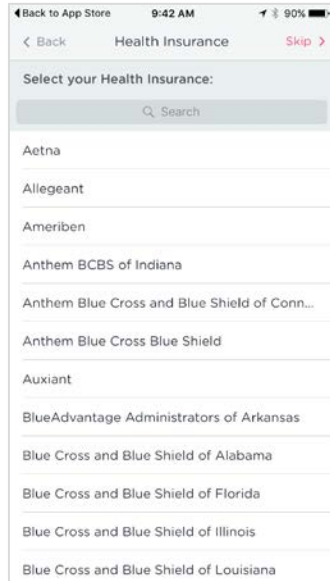 Back to App Store 9:42 AM 90%
Back Health Insurance Skip
Select your Health Insurance:
Search
Aetna
Allegeant
Ameriben
Anthem BCBS of Indiana
Anthem Blue Cross and Blue Shield of Conn...
Anthem Blue Cross Blue Shield
Auxiant
BlueAdvantage Administrators of Arkansas
Blue Cross and Blue Shield of Alabama
Blue Cross and Blue Shield of Florida
Blue Cross and Blue Shield of Illinois
Blue Cross and Blue Shield of Louisiana